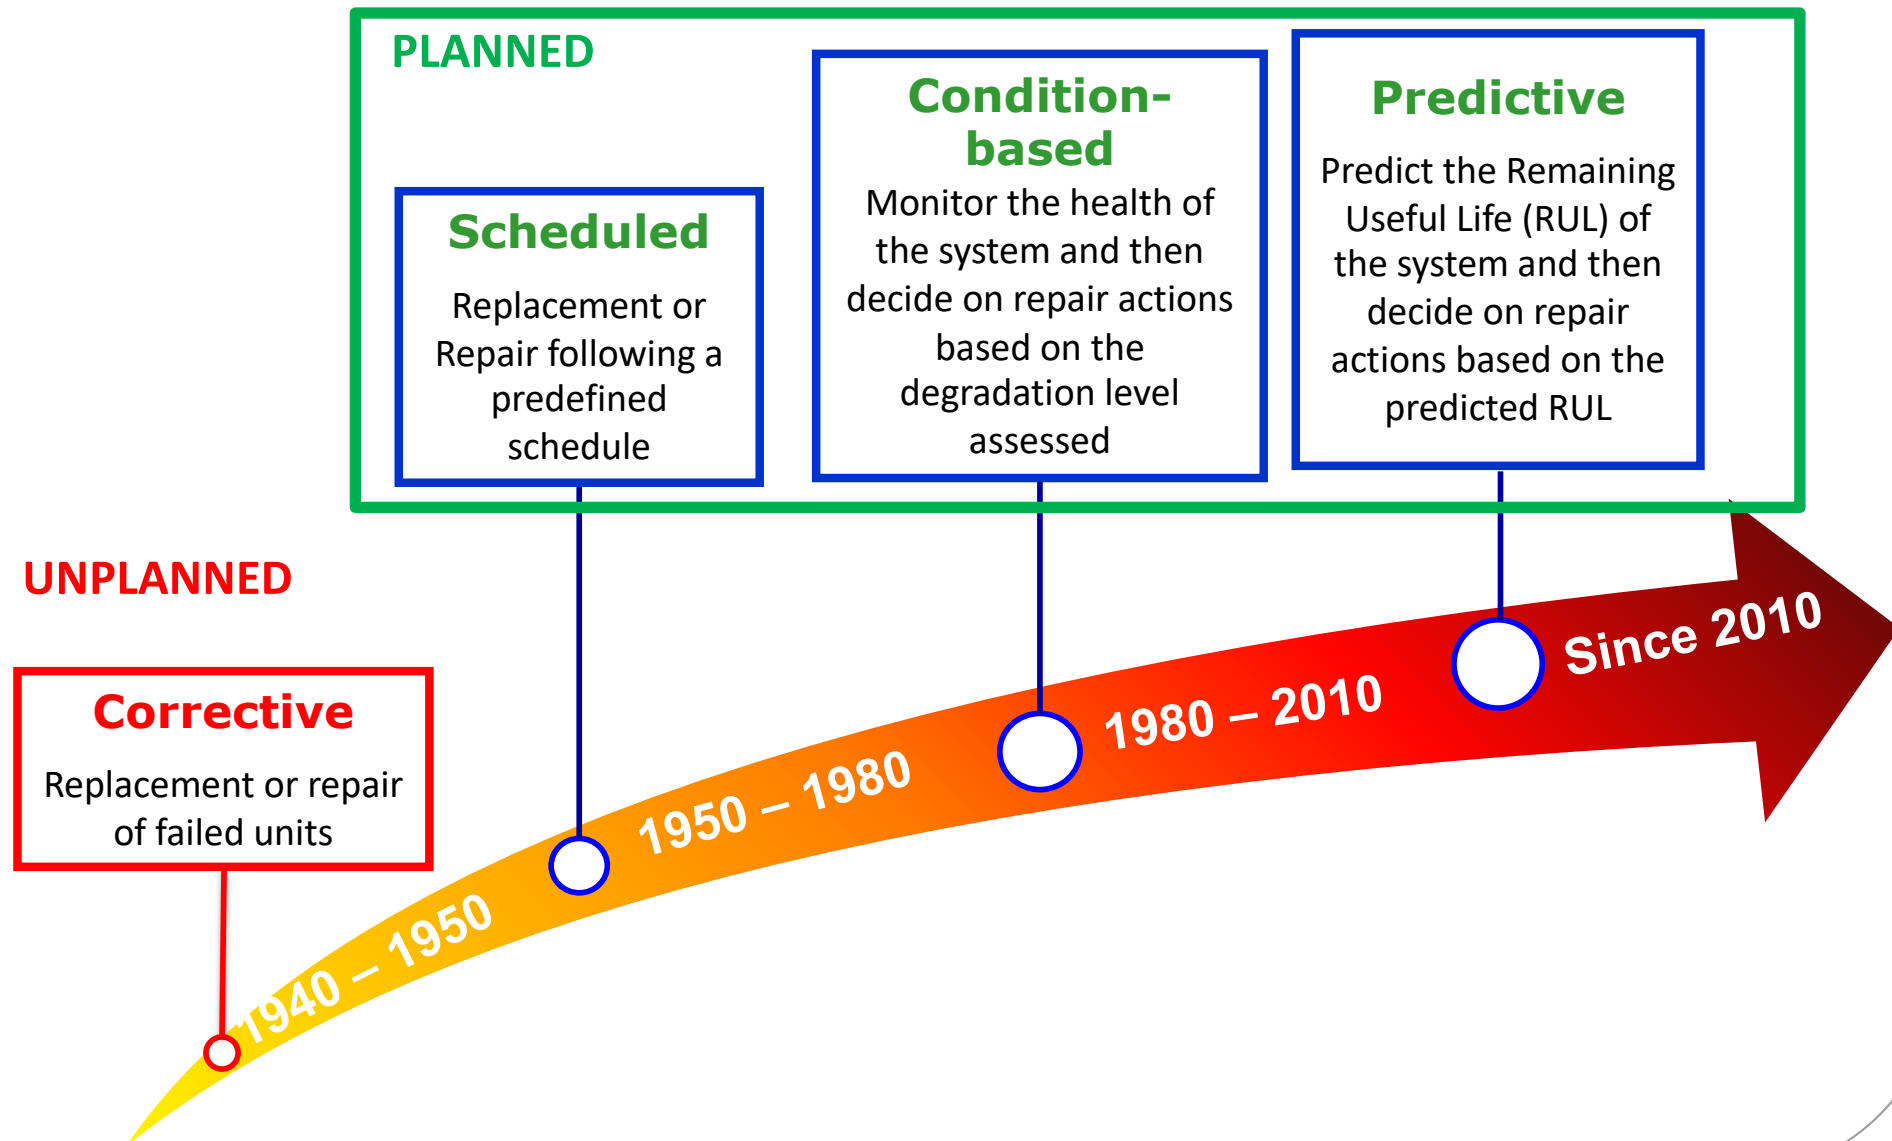 PLANNED
Scheduled
Replacement or
Repair following a
predefined
schedule
Condition-
based
Monitor the health of
the system and then
decide on repair actions
based on the
degradation level
assessed
Predictive
Predict the Remaining
Useful Life (RUL) of
the system and then
decide on repair
actions based on the
predicted RUL
UNPLANNED
Corrective
Replacement or repair
of failed units
1940 – 1950
1950 – 1980
1980 – 2010
Since 2010